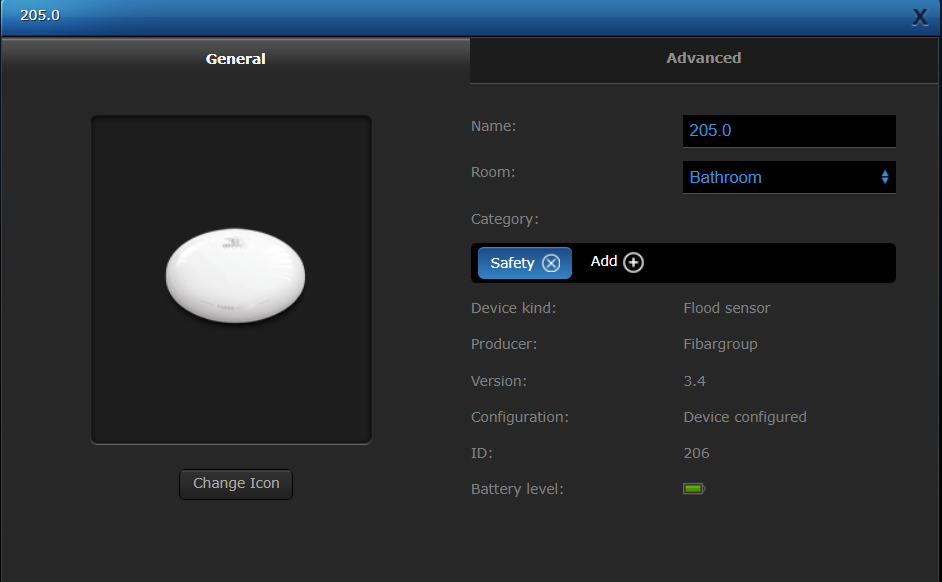 205.0
X
General
Advanced
Name:
205.0
Room:
Bathroom
Category:
Safety
Add
Device kind:
Flood sensor
Producer:
Fibargroup
Version:
3.4
Configuration:
Device configured
ID:
206
Battery level:
Change Icon